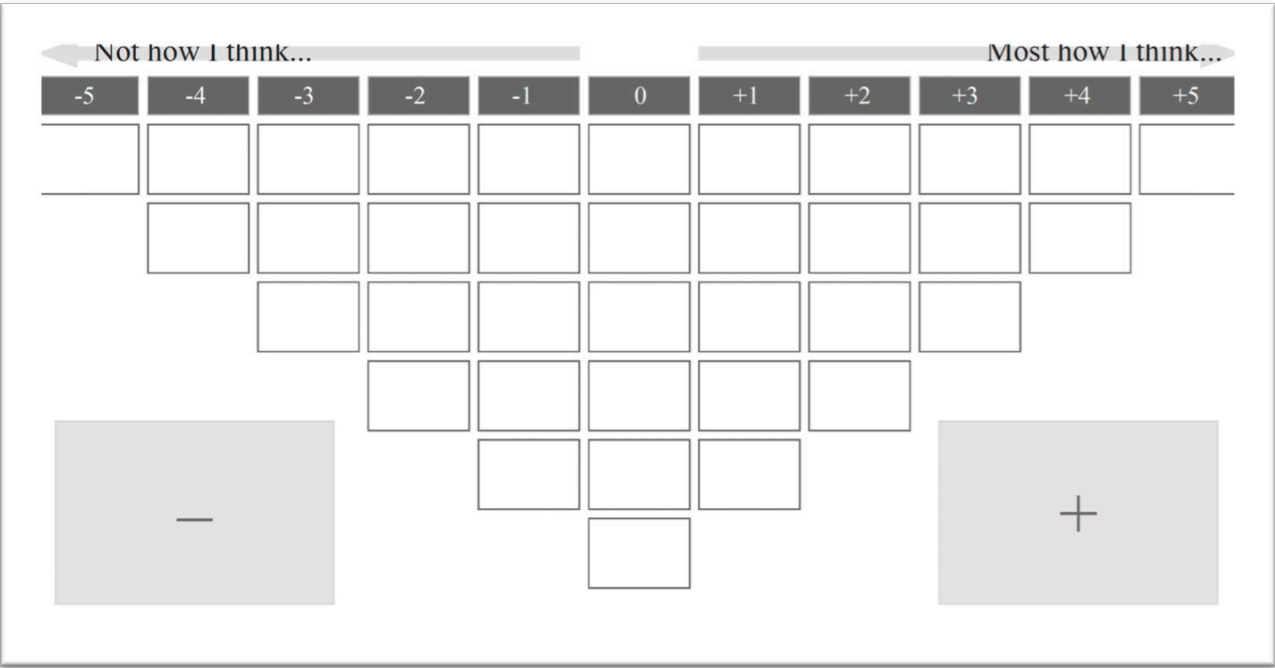 Not how I think... Most how I think...
-5 -4 -3 -2 -1 0 +1 +2 +3 +4 +5
— +